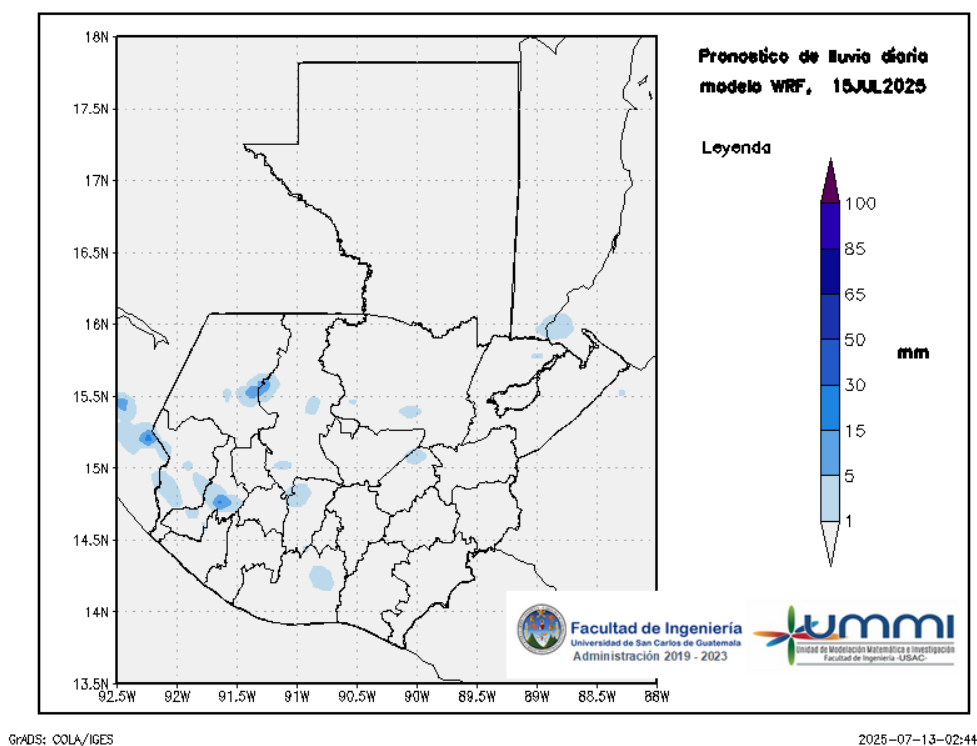 Pronostico de lluvia diaria
modelo WRF, 15JUL2025
Leyenda
100
85
65
50
30
15
5
1
mm
18N
17.5N
17N
16.5N
16N
15.5N
15N
14.5N
14N
13.5N
92.5W 92W 91.5W 91W 90.5W 90W 89.5W 89W 88.5W 88W
Facultad de Ingeniería
Universidad de San Carlos de Guatemala
Administración 2019 - 2023
ummi
Unidad de Modelación Matemática e Investigación
Facultad de Ingeniería -USAC-
GrADS: COLA/IGES
2025-07-13-02:44